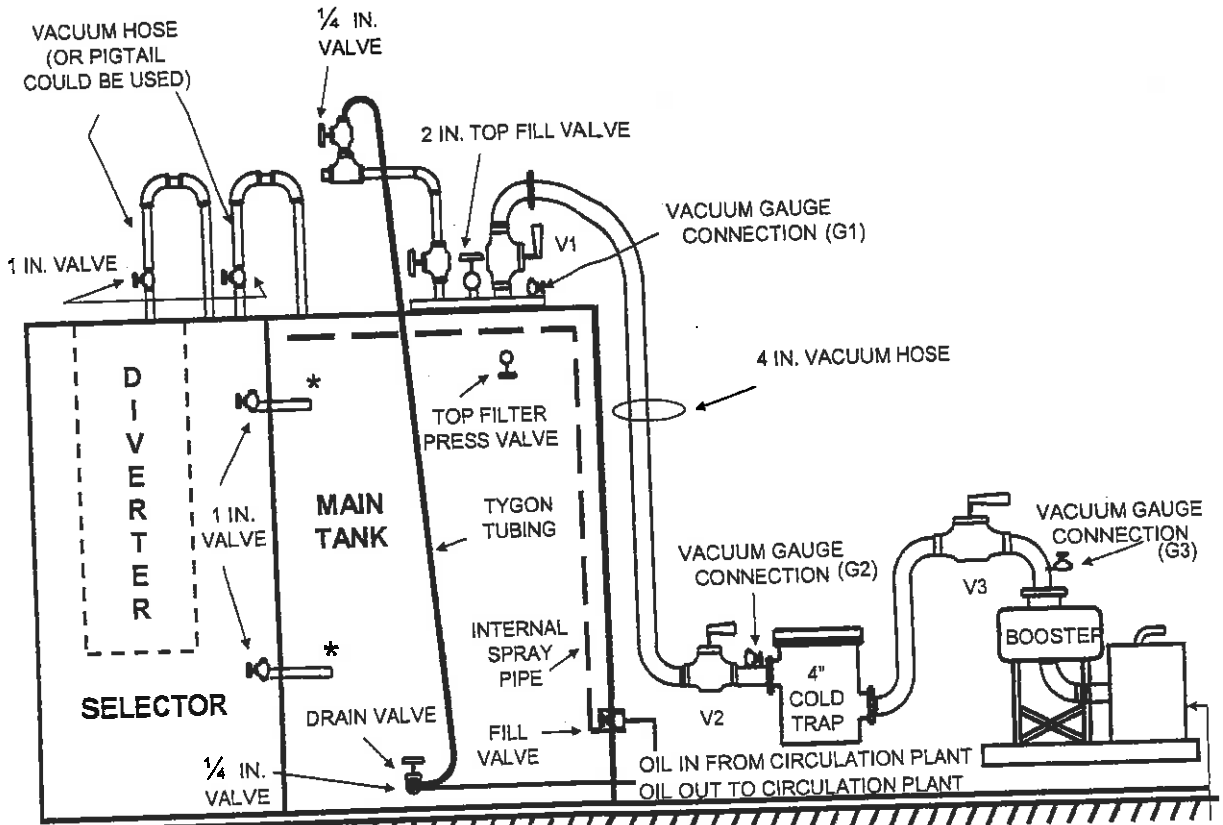 VACUUM HOSE
(OR PIGTAIL
COULD BE USED)
¼ IN.
VALVE
2 IN. TOP FILL VALVE
VACUUM GAUGE
CONNECTION (G1)
V1
1 IN. VALVE
4 IN. VACUUM HOSE
*
TOP FILTER
PRESS VALVE
DIVERTER
MAIN
TANK
TYGON
TUBING
1 IN.
VALVE
VACUUM GAUGE
CONNECTION (G2)
VACUUM GAUGE
CONNECTION
(G3)
V3
BOOSTER
*
INTERNAL
SPRAY
PIPE
4"
COLD
TRAP
SELECTOR
DRAIN VALVE
FILL
VALVE
V2
¼ IN.
VALVE
OIL IN FROM CIRCULATION PLANT
OIL OUT TO CIRCULATION PLANT